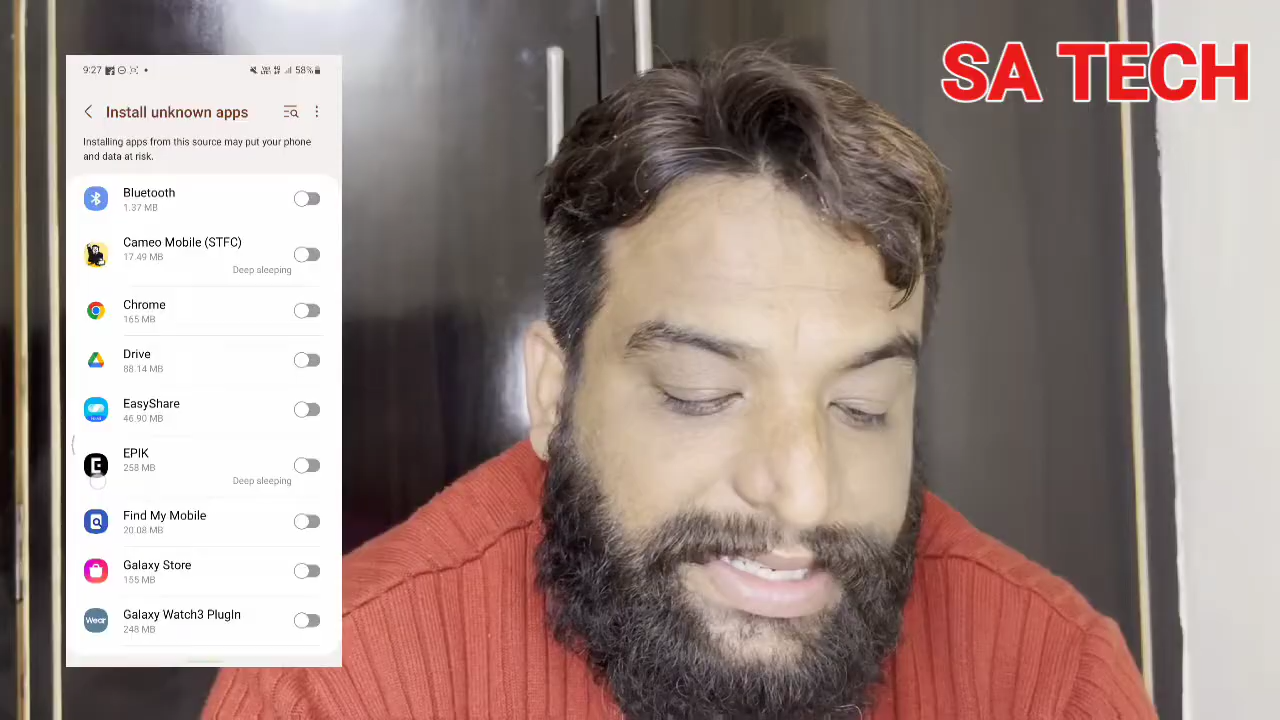 SA TECH
9:27
58%
Install unknown apps
Installing apps from this source may put your phone
and data at risk.
Bluetooth
1.37 MB
Cameo Mobile (STFC)
17.49 MB
Deep sleeping
Chrome
165 MB
Drive
88.14 MB
EasyShare
46.90 MB
EPIK
258 MB
Deep sleeping
Find My Mobile
20.08 MB
Galaxy Store
155 MB
Wear
Galaxy Watch3 PlugIn
248 MB